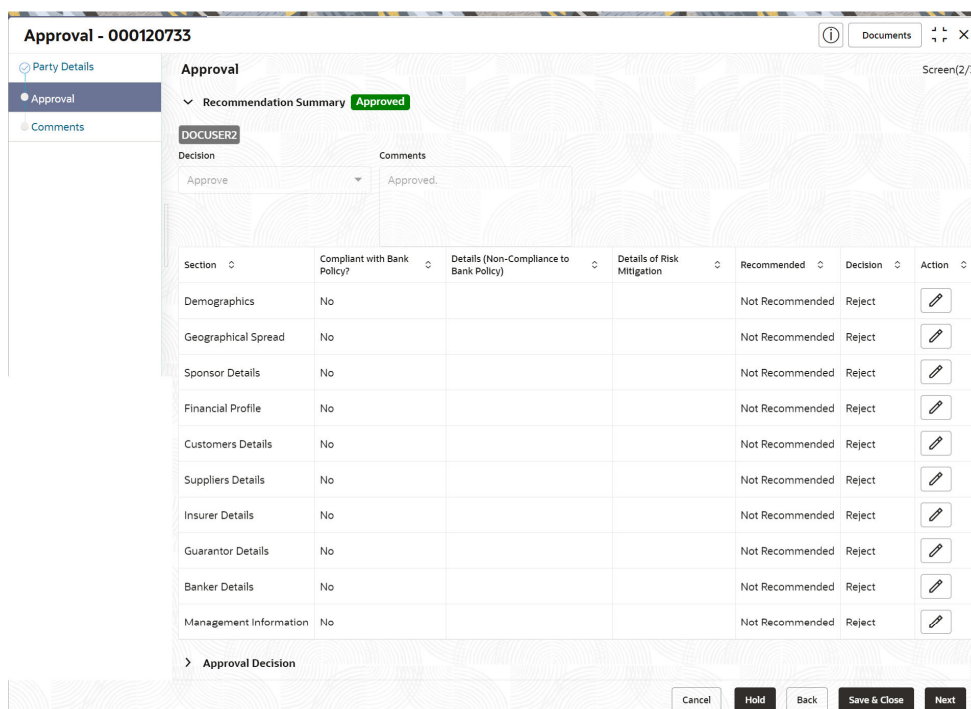 Approval - 000120733
Documents
Party Details
Approval
Comments
Approval
Screen(2/
Recommendation Summary Approved
DOCUSER2
Decision Comments
Approve Approved.
Section Compliant with Bank Policy? Details (Non-Compliance to Bank Policy) Details of Risk Mitigation Recommended Decision Action
Demographics No Not Recommended Reject
Geographical Spread No Not Recommended Reject
Sponsor Details No Not Recommended Reject
Financial Profile No Not Recommended Reject
Customers Details No Not Recommended Reject
Suppliers Details No Not Recommended Reject
Insurer Details No Not Recommended Reject
Guarantor Details No Not Recommended Reject
Banker Details No Not Recommended Reject
Management Information No Not Recommended Reject
Approval Decision
Cancel Hold Back Save & Close Next